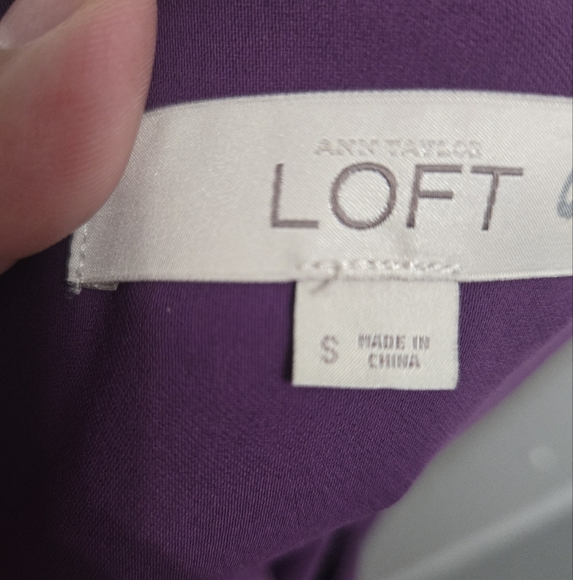 ANN TAYLOR
LOFT
S
MADE IN
CHINA